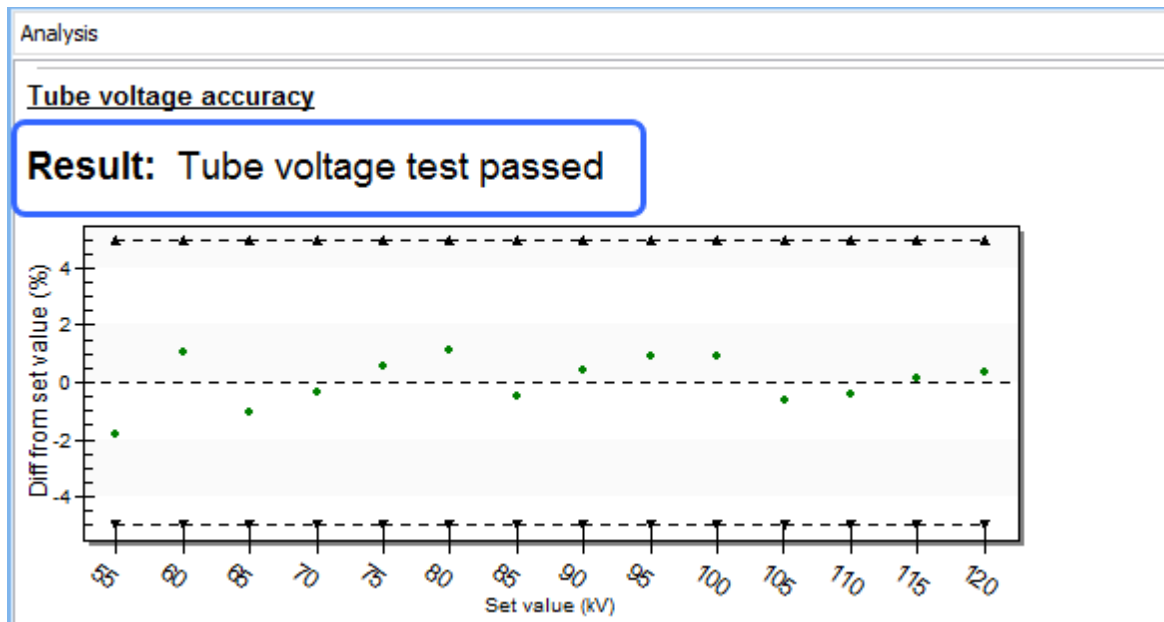 Analysis
Tube voltage accuracy
Result: Tube voltage test passed
Diff from set value (%)
4
2
0
-2
-4
55 60 65 70 75 80 85 90 95 100 105 110 115 120
Set value (kV)